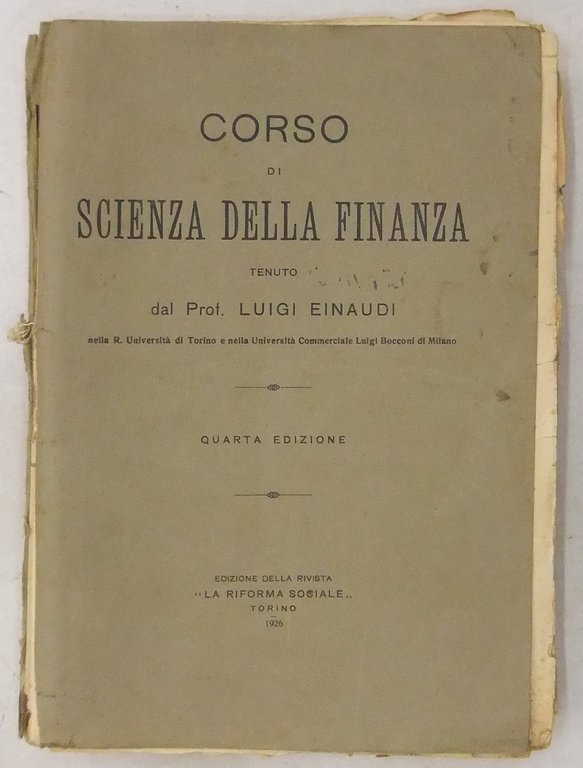 CORSO
DI
SCIENZA DELLA FINANZA
TENUTO
dal Prof. LUIGI EINAUDI
nella R. Università di Torino e nella Università Commerciale Luigi Bocconi di Milano
QUARTA EDIZIONE
EDIZIONE DELLA RIVISTA
"LA RIFORMA SOCIALE„
TORINO
1926